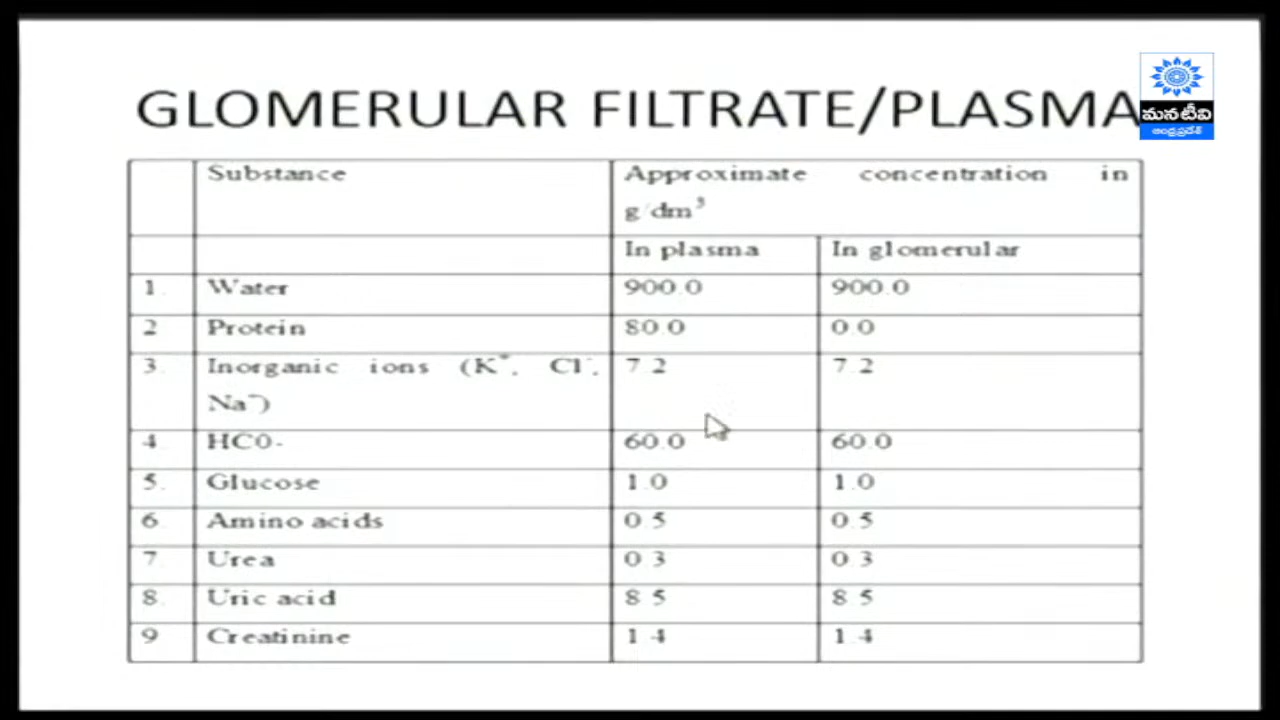 GLOMERULAR FILTRATE/PLASMA
మనటీవి
ఆంధ్రప్రదేశ్
Substance Approximate concentration in
g/dm³
In plasma In glomerular
1. Water 900.0 900.0
2 Protein 80.0 0.0
3. Inorganic ions (K⁺, Cl⁻, 7.2 7.2
Na⁺)
4. HC0- 60.0 60.0
5. Glucose 1.0 1.0
6 Amino acids 0.5 0.5
7. Urea 0.3 0.3
8. Uric acid 8.5 8.5
9 Creatinine 1.4 1.4